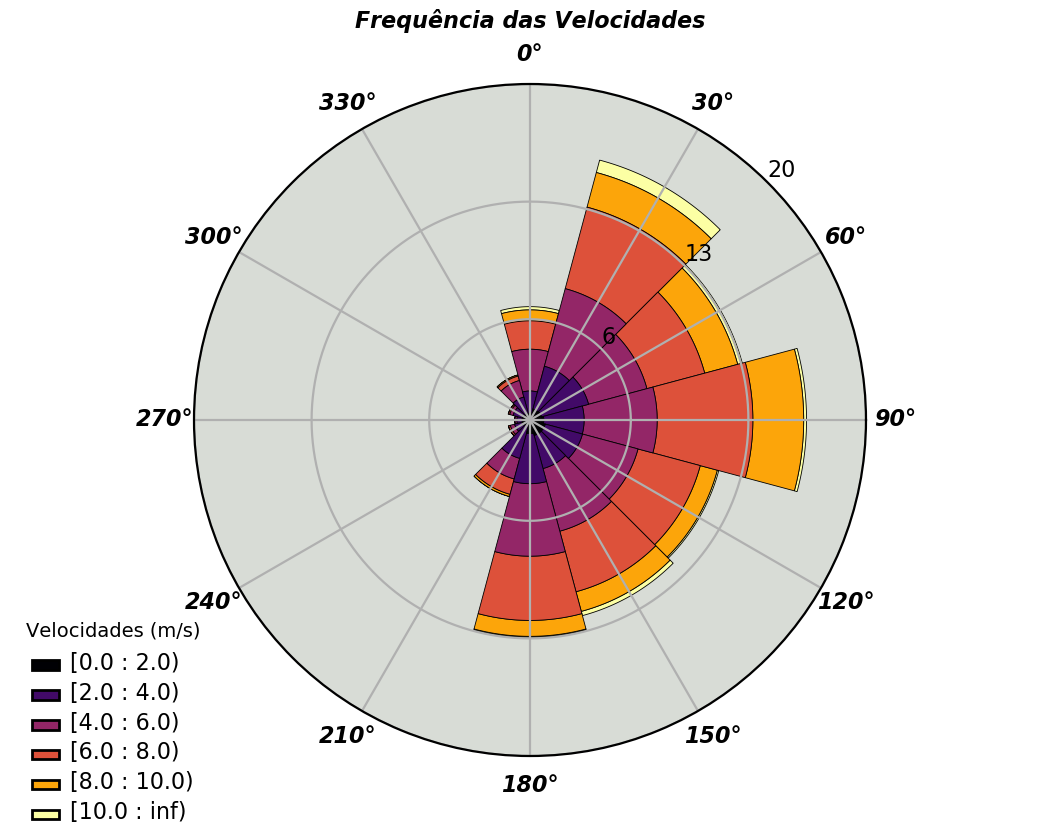 Frequência das Velocidades
0°
330°
30°
20
300°
60°
13
6
270°
90°
240°
120°
210°
150°
180°
Velocidades (m/s)
[0.0 : 2.0)
[2.0 : 4.0)
[4.0 : 6.0)
[6.0 : 8.0)
[8.0 : 10.0)
[10.0 : inf)